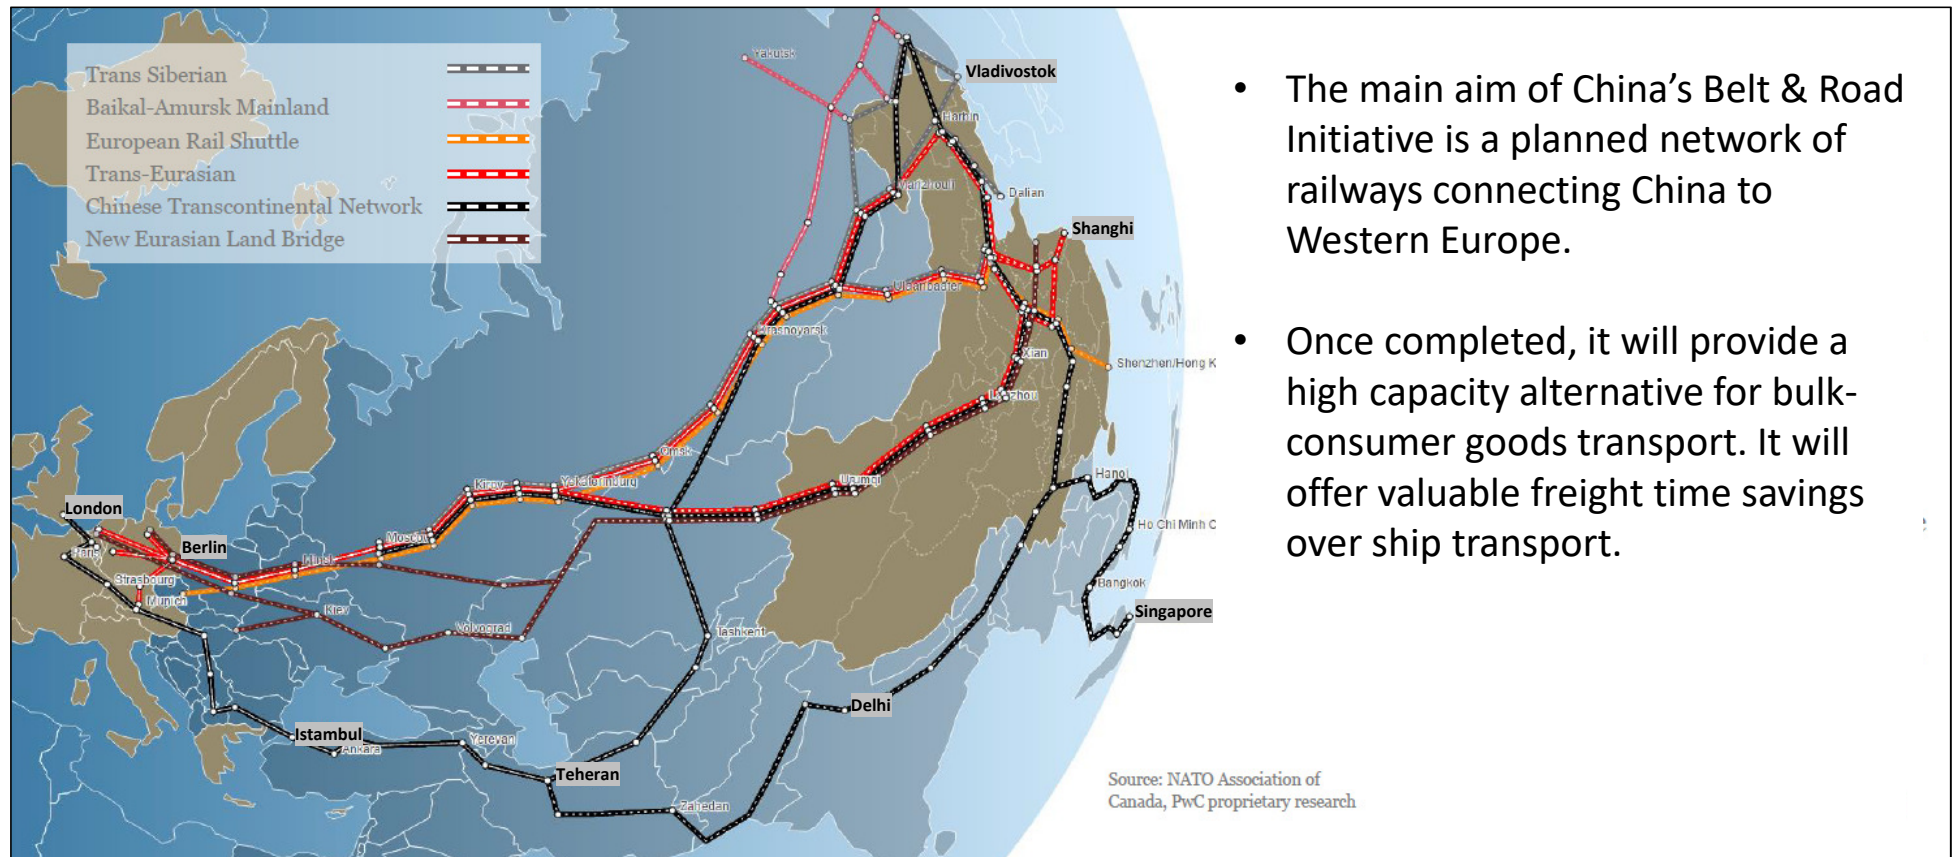 Trans Siberian
Baikal-Amursk Mainland
European Rail Shuttle
Trans-Eurasian
Chinese Transcontinental Network
New Eurasian Land Bridge
Yakutsk
Vladivostok
Harbin
Manzhouli
Dalian
Shanghi
Ulaanbaater
Krasnoyarsk
Xian
Shenzhen/Hong K
Lanzhou
Omsk
Kirov
Yekaterinburg
Urumqi
Hanoi
London
Ho Chi Minh C
Moscow
Paris
Berlin
Minsk
Strasbourg
Munich
Bangkok
Kiev
Singapore
Volvograd
Tashkent
Delhi
Istambul
Ankara
Yerevan
Teheran
Zahedan
Source: NATO Association of
Canada, PwC proprietary research
• The main aim of China’s Belt & Road
Initiative is a planned network of
railways connecting China to
Western Europe.
• Once completed, it will provide a
high capacity alternative for bulk-
consumer goods transport. It will
offer valuable freight time savings
over ship transport.